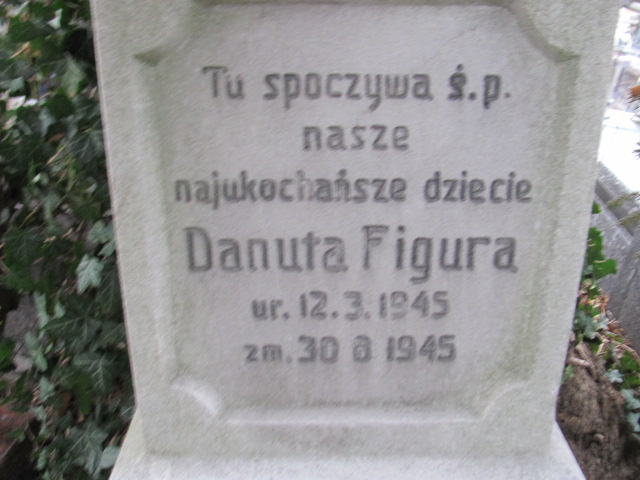 Tu spoczywa ś.p.
nasze
najukochańsze dziecie
Danuta Figura
ur. 12.3.1945
zm. 30 8 1945